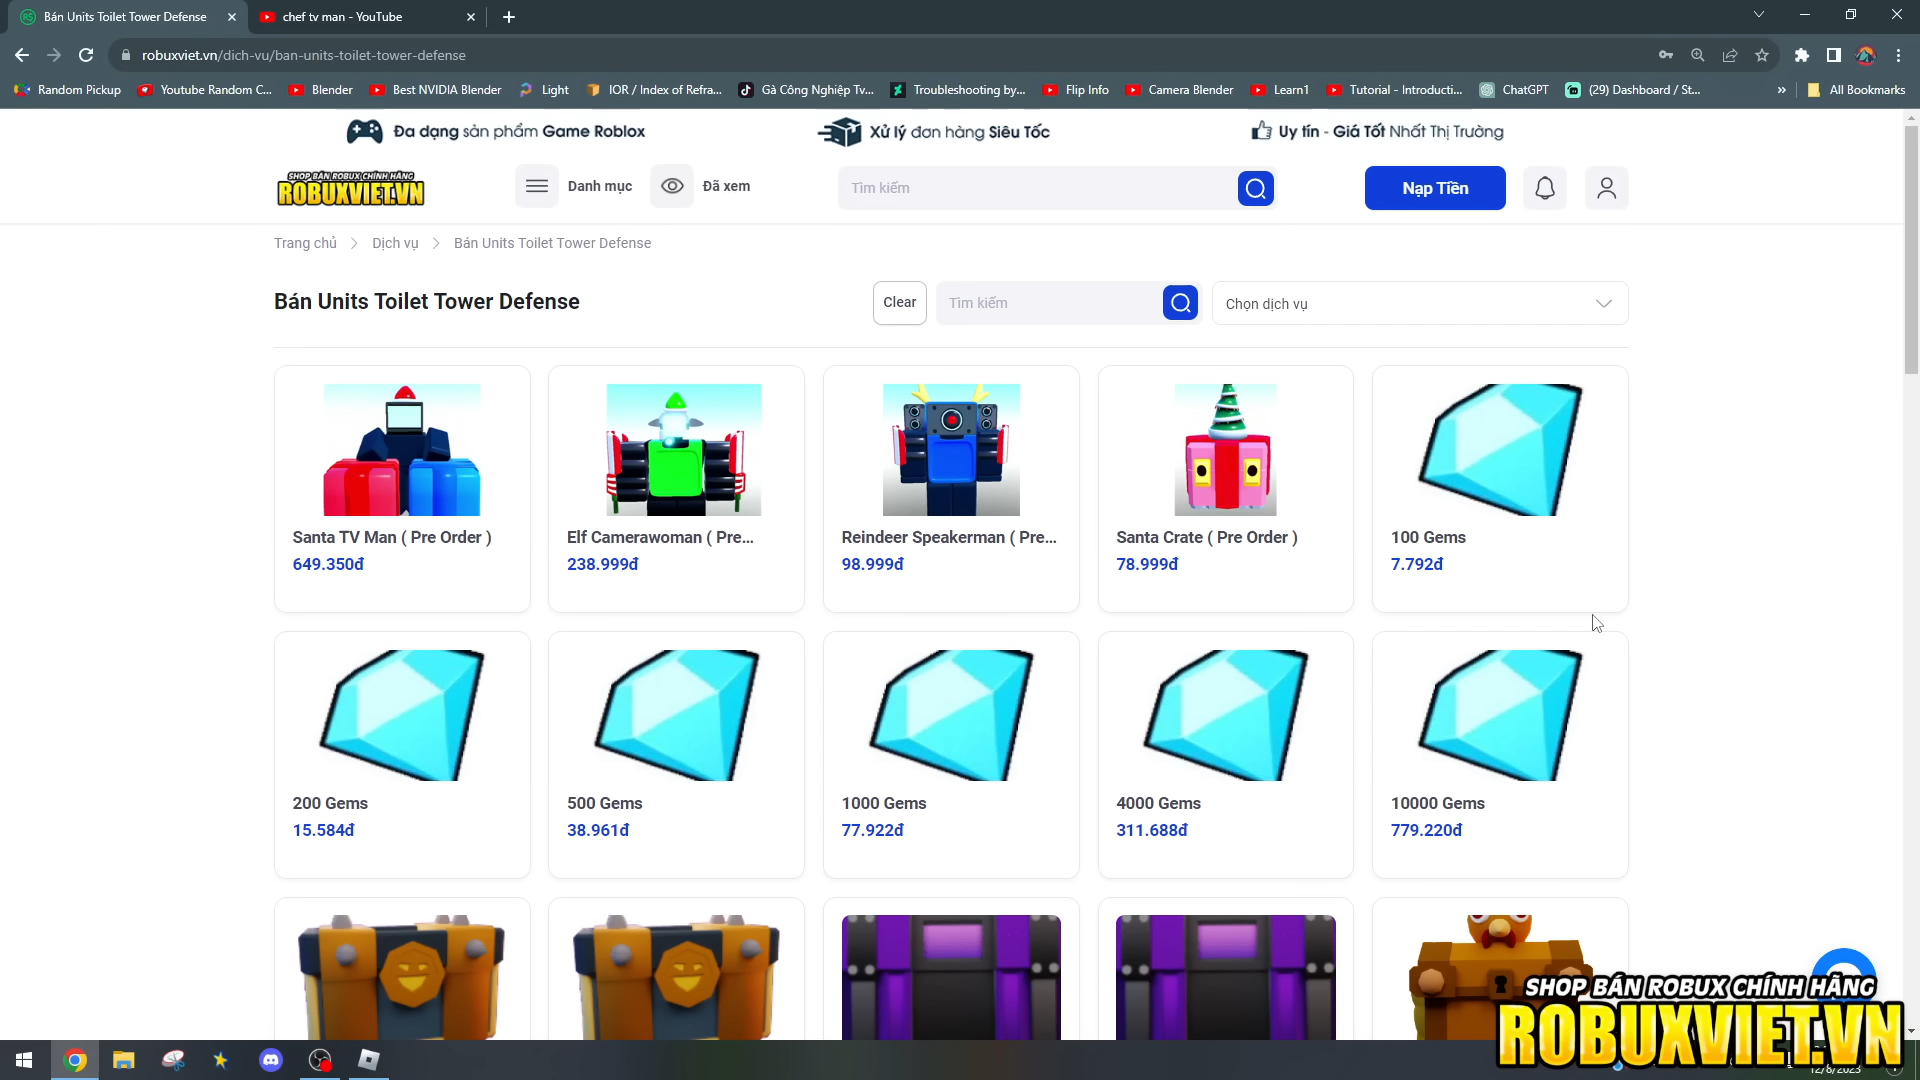 Bán Units Toilet Tower Defense
chef tv man - YouTube
robuxviet.vn/dich-vu/ban-units-toilet-tower-defense
Random Pickup
Youtube Random C...
Blender
Best NVIDIA Blender
Light
IOR / Index of Refra...
Gà Công Nghiệp Tv...
Troubleshooting by...
Flip Info
Camera Blender
Learn1
Tutorial - Introducti...
ChatGPT
(29) Dashboard / St...
»
All Bookmarks
Đa dạng sản phẩm Game Roblox
Xử lý đơn hàng Siêu Tốc
Uy tín - Giá Tốt Nhất Thị Trường
SHOP BÁN ROBUX CHÍNH HÃNG
ROBUXVIET.VN
Danh mục
Đã xem
Tìm kiếm
Nạp Tiền
Trang chủ > Dịch vụ > Bán Units Toilet Tower Defense
Bán Units Toilet Tower Defense
Clear
Tìm kiếm
Chọn dịch vụ
Santa TV Man ( Pre Order )
649.350đ
Elf Camerawoman ( Pre...
238.999đ
Reindeer Speakerman ( Pre...
98.999đ
Santa Crate ( Pre Order )
78.999đ
100 Gems
7.792đ
200 Gems
15.584đ
500 Gems
38.961đ
1000 Gems
77.922đ
4000 Gems
311.688đ
10000 Gems
779.220đ
SHOP BÁN ROBUX CHÍNH HÃNG
ROBUXVIET.VN
12/8/2023